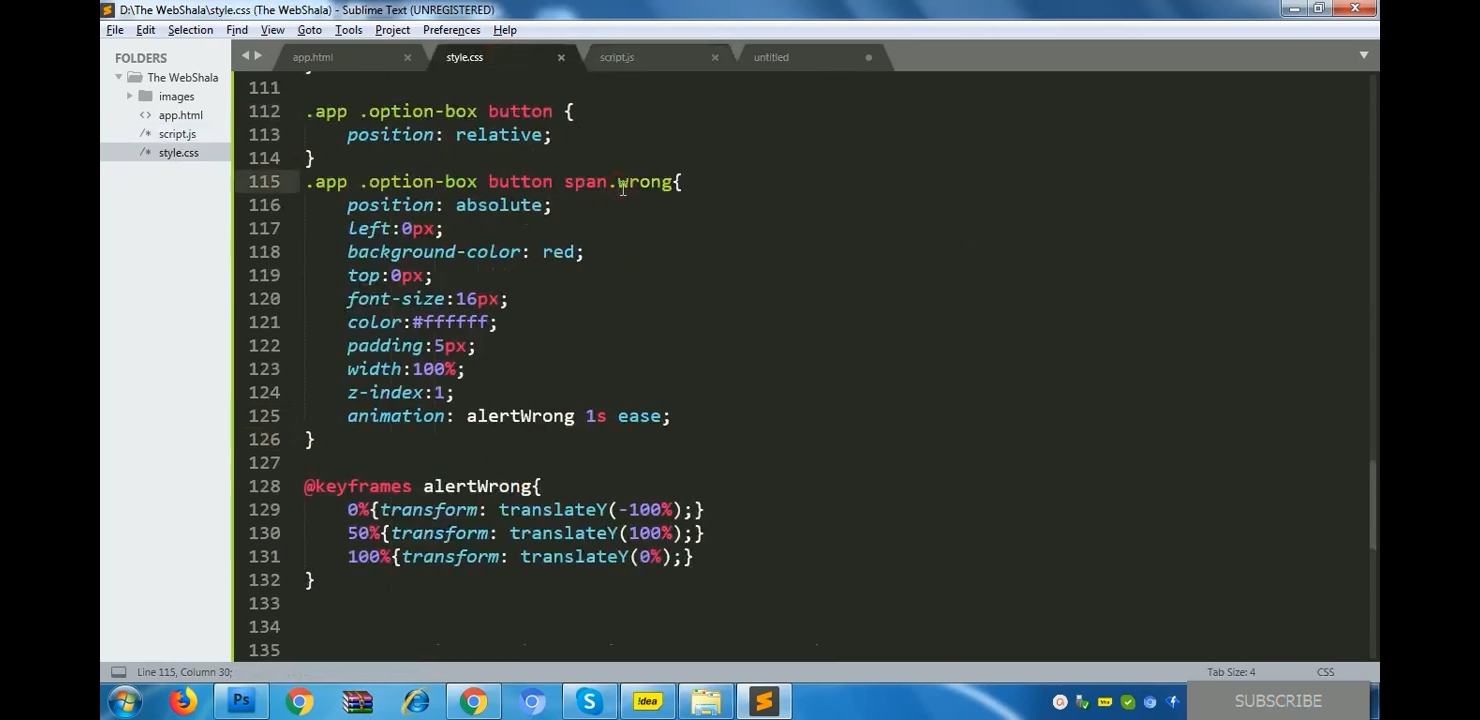 D:\The WebShala\style.css (The WebShala) - Sublime Text (UNREGISTERED)
File Edit Selection Find View Goto Tools Project Preferences Help
FOLDERS
The WebShala
images
app.html
script.js
style.css
app.html style.css script.js untitled
111
112 .app .option-box button {
113 position: relative;
114 }
115 .app .option-box button span.wrong{
116 position: absolute;
117 left:0px;
118 background-color: red;
119 top:0px;
120 font-size:16px;
121 color:#ffffff;
122 padding:5px;
123 width:100%;
124 z-index:1;
125 animation: alertWrong 1s ease;
126 }
127
128 @keyframes alertWrong{
129 0%{transform: translateY(-100%);}
130 50%{transform: translateY(100%);}
131 100%{transform: translateY(0%);}
132 }
133
134
135
Line 115, Column 30; Tab Size: 4 CSS
Ps S !dea SUBSCRIBE